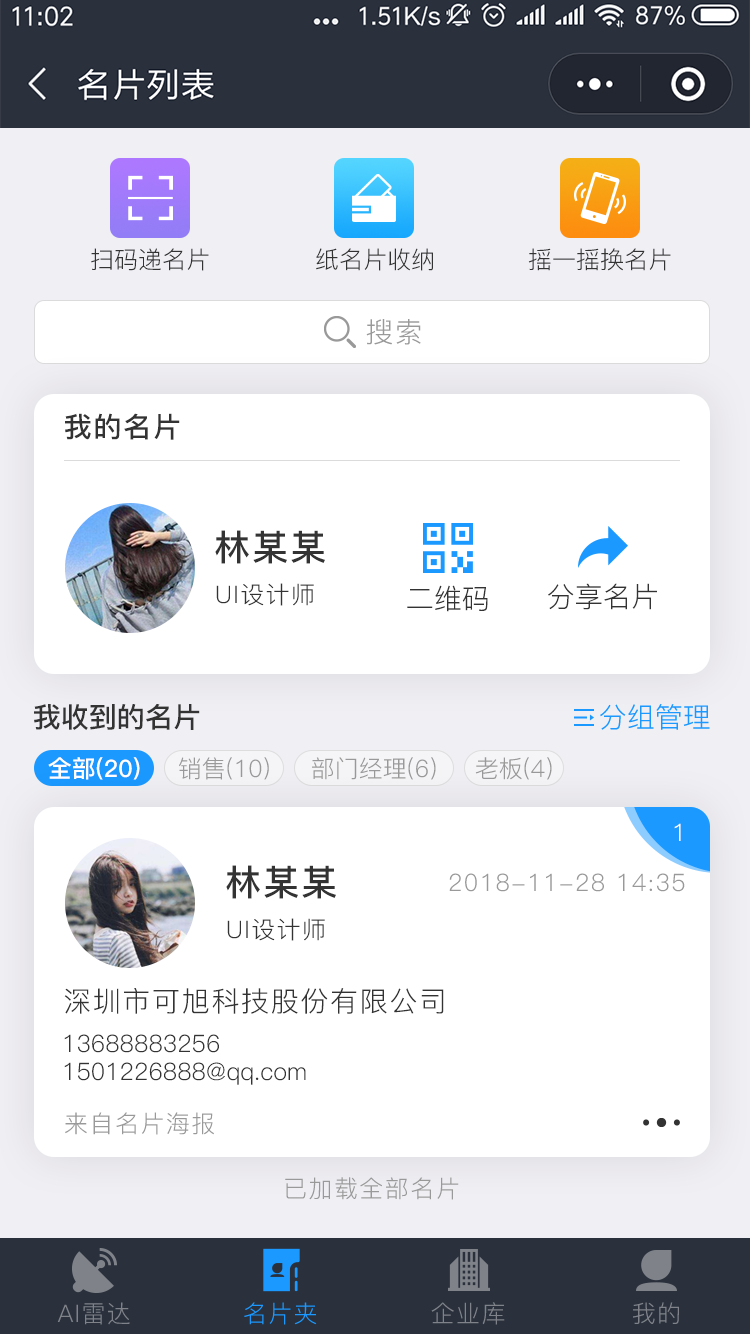 11:02 ... 1.51K/s 87%
名片列表
扫码递名片 纸名片收纳 摇一摇换名片
搜索
我的名片
林某某
UI设计师
二维码 分享名片
我收到的名片 分组管理
全部(20) 销售(10) 部门经理(6) 老板(4)
1
林某某 2018-11-28 14:35
UI设计师
深圳市可旭科技股份有限公司
13688883256
1501226888@qq.com
来自名片海报
已加载全部名片
AI雷达 名片夹 企业库 我的